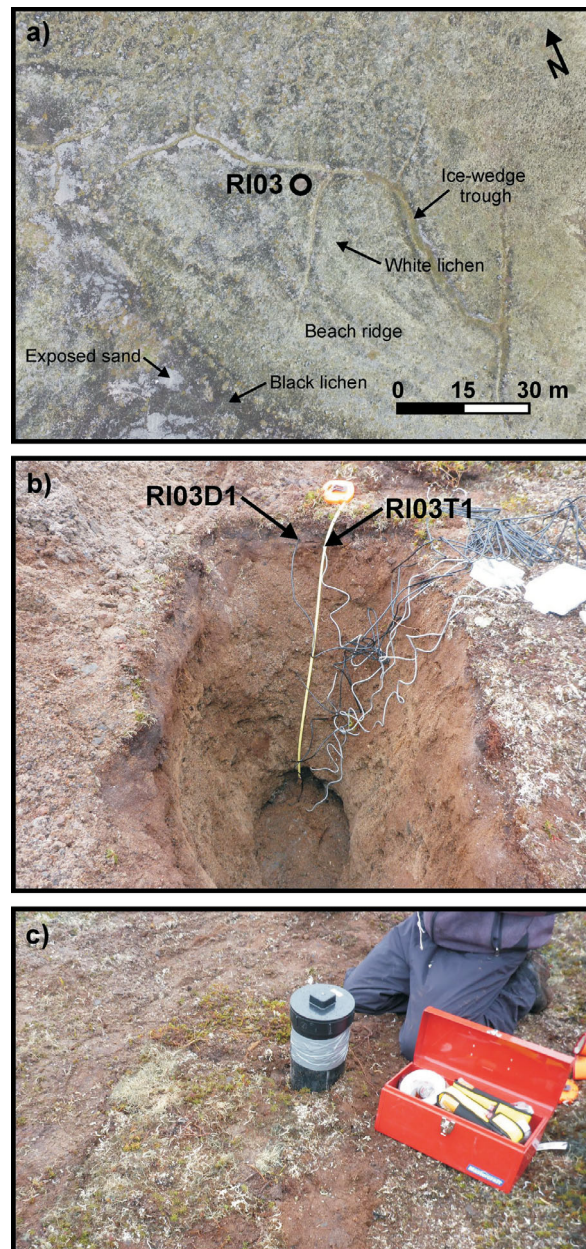 a)
N
RI03
Ice-wedge
trough
White lichen
Beach ridge
Exposed sand
Black lichen
0 15 30 m
b)
RI03D1
RI03T1
c)